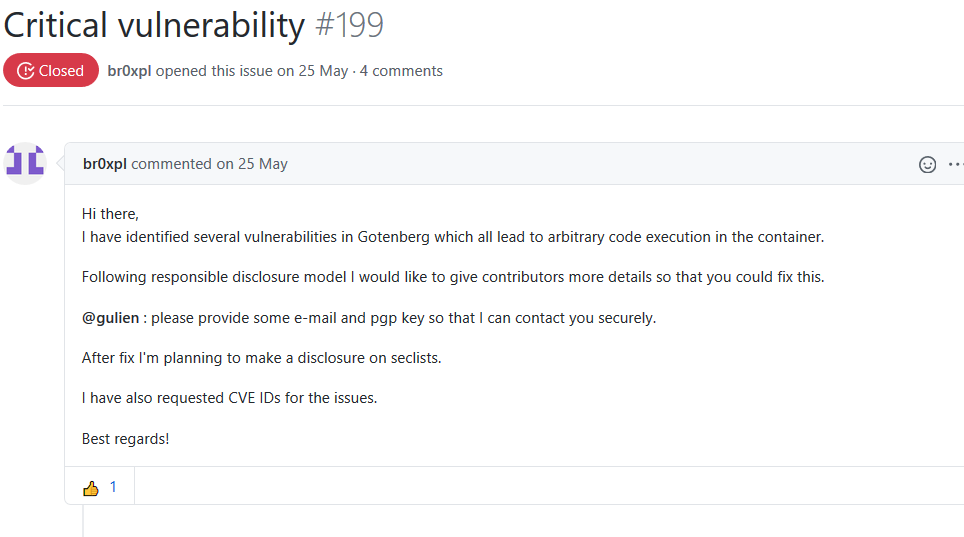 Critical vulnerability #199
Closed br0xpl opened this issue on 25 May · 4 comments
br0xpl commented on 25 May
Hi there,
I have identified several vulnerabilities in Gotenberg which all lead to arbitrary code execution in the container.
Following responsible disclosure model I would like to give contributors more details so that you could fix this.
@gulien : please provide some e-mail and pgp key so that I can contact you securely.
After fix I'm planning to make a disclosure on seclists.
I have also requested CVE IDs for the issues.
Best regards!
👍 1